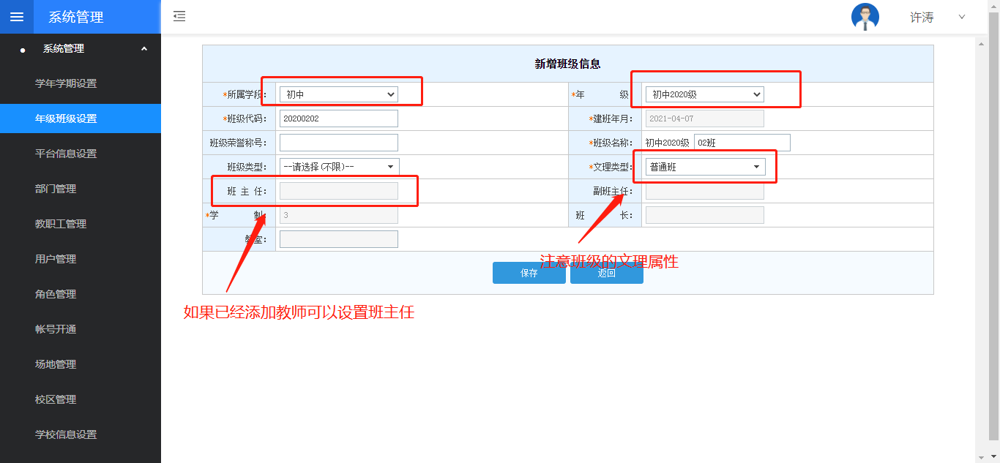 系统管理
许涛
系统管理
学年学期设置
年级班级设置
平台信息设置
部门管理
教职工管理
用户管理
角色管理
帐号开通
场地管理
校区管理
学校信息设置
新增班级信息
*所属学段: 初中 *年 级 初中2020级
*班级代码: 20200202 *建班年月: 2021-04-07
班级荣誉称号: *班级名称: 初中2020级 02班
班级类型: --请选择(不限)-- *文理类型: 普通班
班 主 任: 副班主任:
*学 制: 3 班 长:
教室:
保存 返回
注意班级的文理属性
如果已经添加教师可以设置班主任